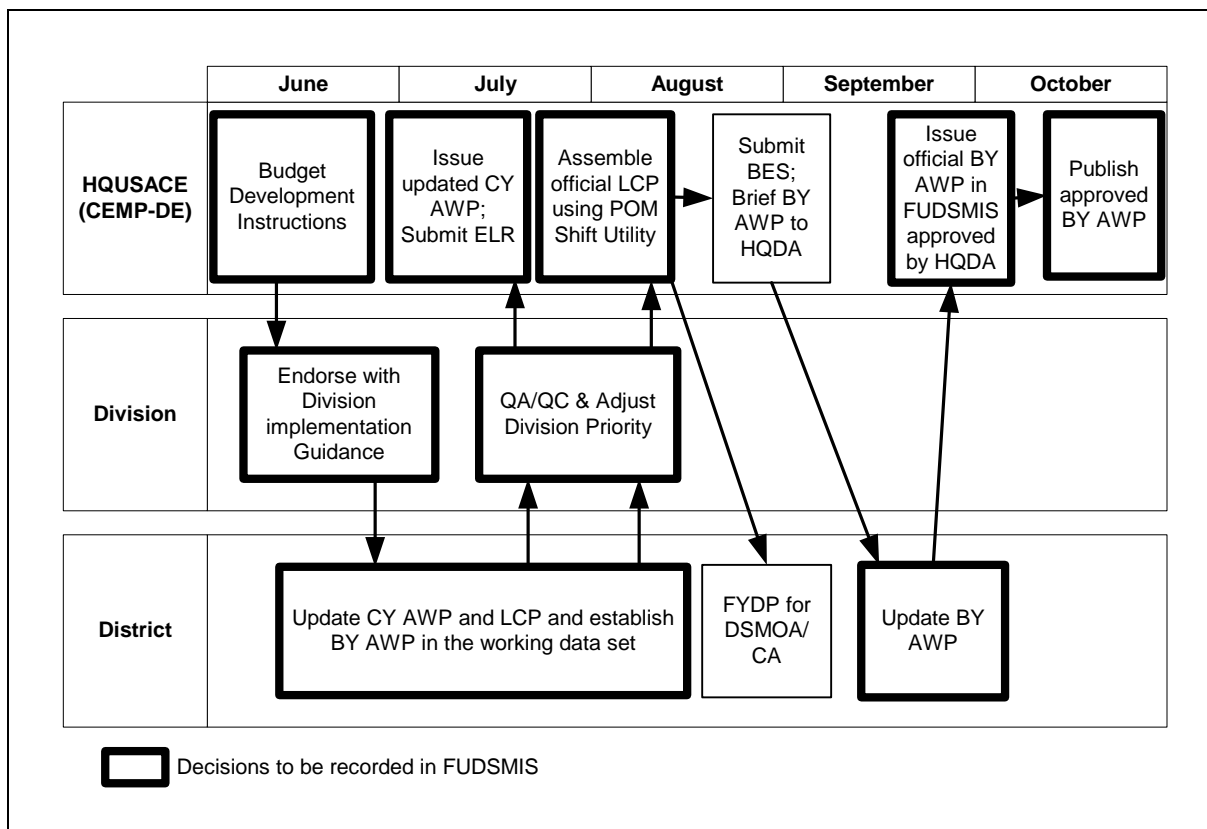 June
July
August
September
October
HQUSACE
(CEMP-DE)
Budget
Development
Instructions
Issue
updated CY
AWP;
Submit ELR
Assemble
official LCP
using POM
Shift Utility
Submit
BES;
Brief BY
AWP to
HQDA
Issue
official BY
AWP in
FUDSMIS
approved
by HQDA
Publish
approved
BY AWP
Division
Endorse with
Division
implementation
Guidance
QA/QC & Adjust
Division Priority
District
Update CY AWP and LCP and establish
BY AWP in the working data set
FYDP for
DSMOA/
CA
Update BY
AWP
Decisions to be recorded in FUDSMIS